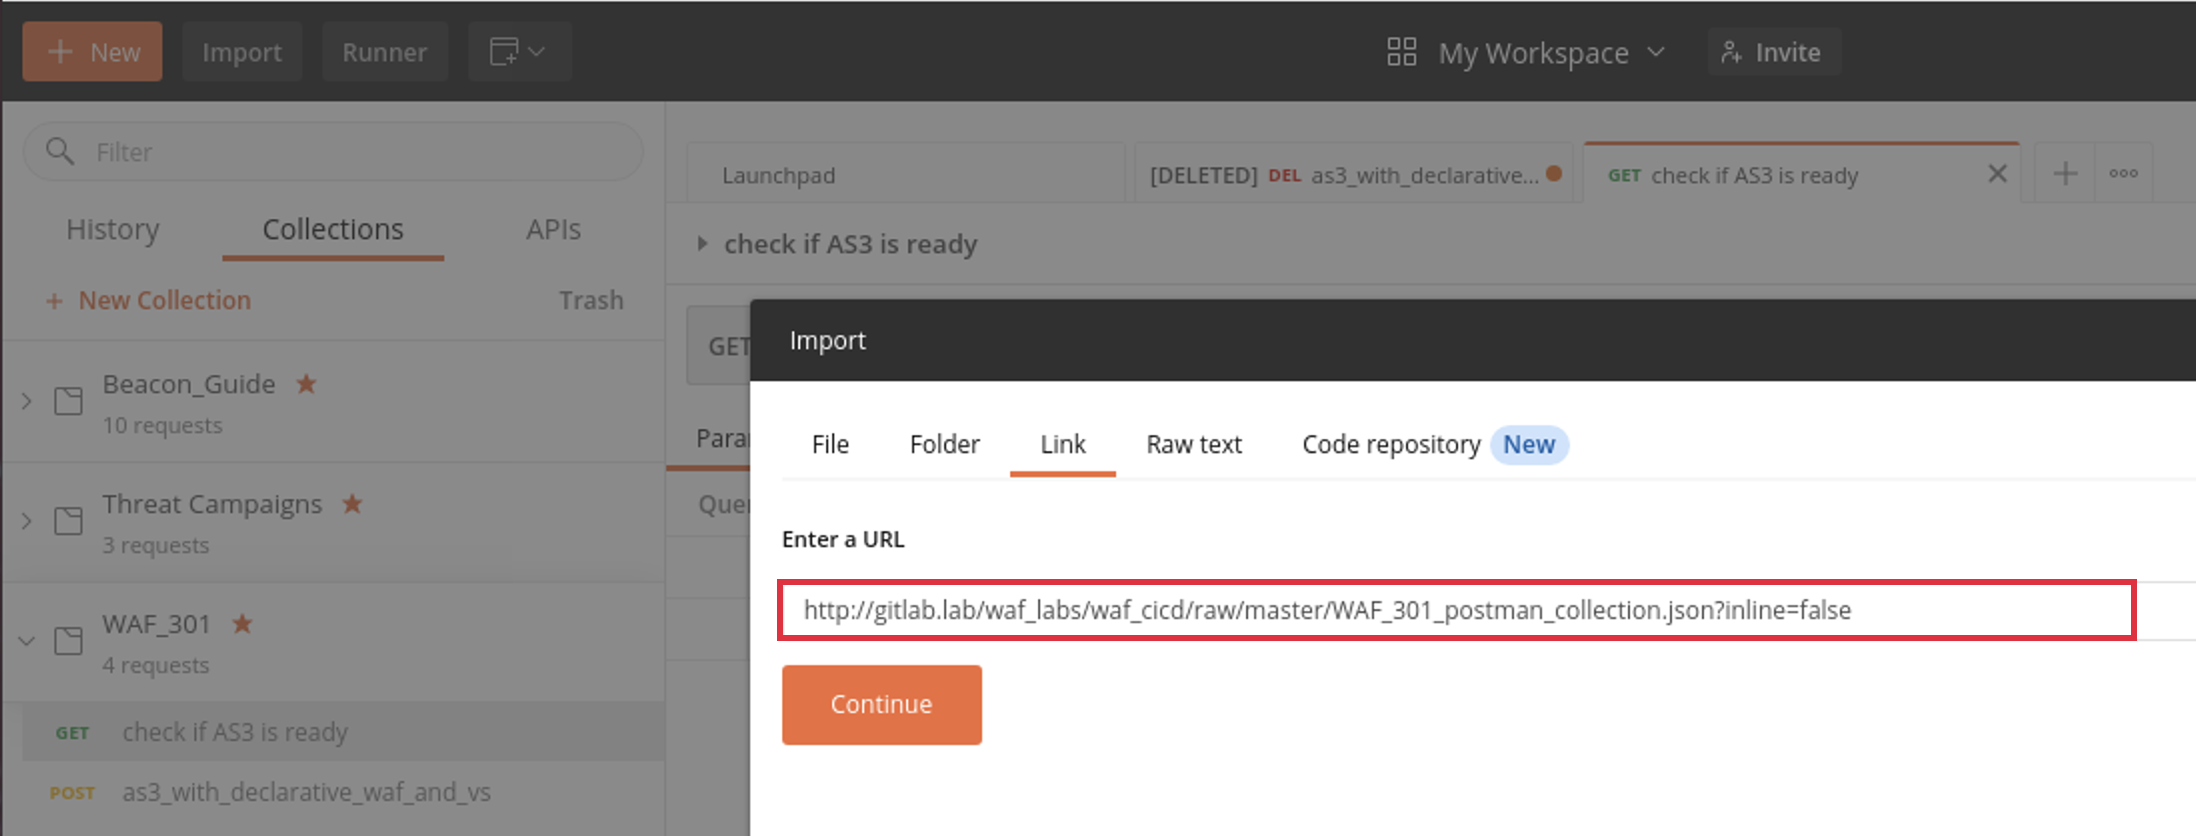 New Import Runner My Workspace Invite
Filter
History Collections APIs
+ New Collection Trash
Beacon_Guide
10 requests
Threat Campaigns
3 requests
WAF_301
4 requests
GET check if AS3 is ready
POST as3_with_declarative_waf_and_vs
Launchpad [DELETED] DEL as3_with_declarative... GET check if AS3 is ready
check if AS3 is ready
GET
Para
Que
Import
File Folder Link Raw text Code repository New
Enter a URL
http://gitlab.lab/waf_labs/waf_cicd/raw/master/WAF_301_postman_collection.json?inline=false
Continue